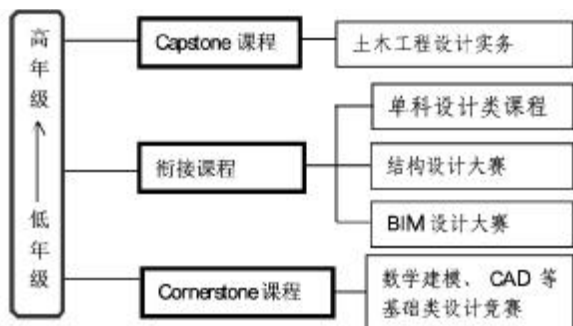 高年级
低年级
Capstone 课程
土木工程设计实务
衔接课程
单科设计类课程
结构设计大赛
BIM 设计大赛
Cornerstone 课程
数学建模、CAD 等
基础类设计竞赛